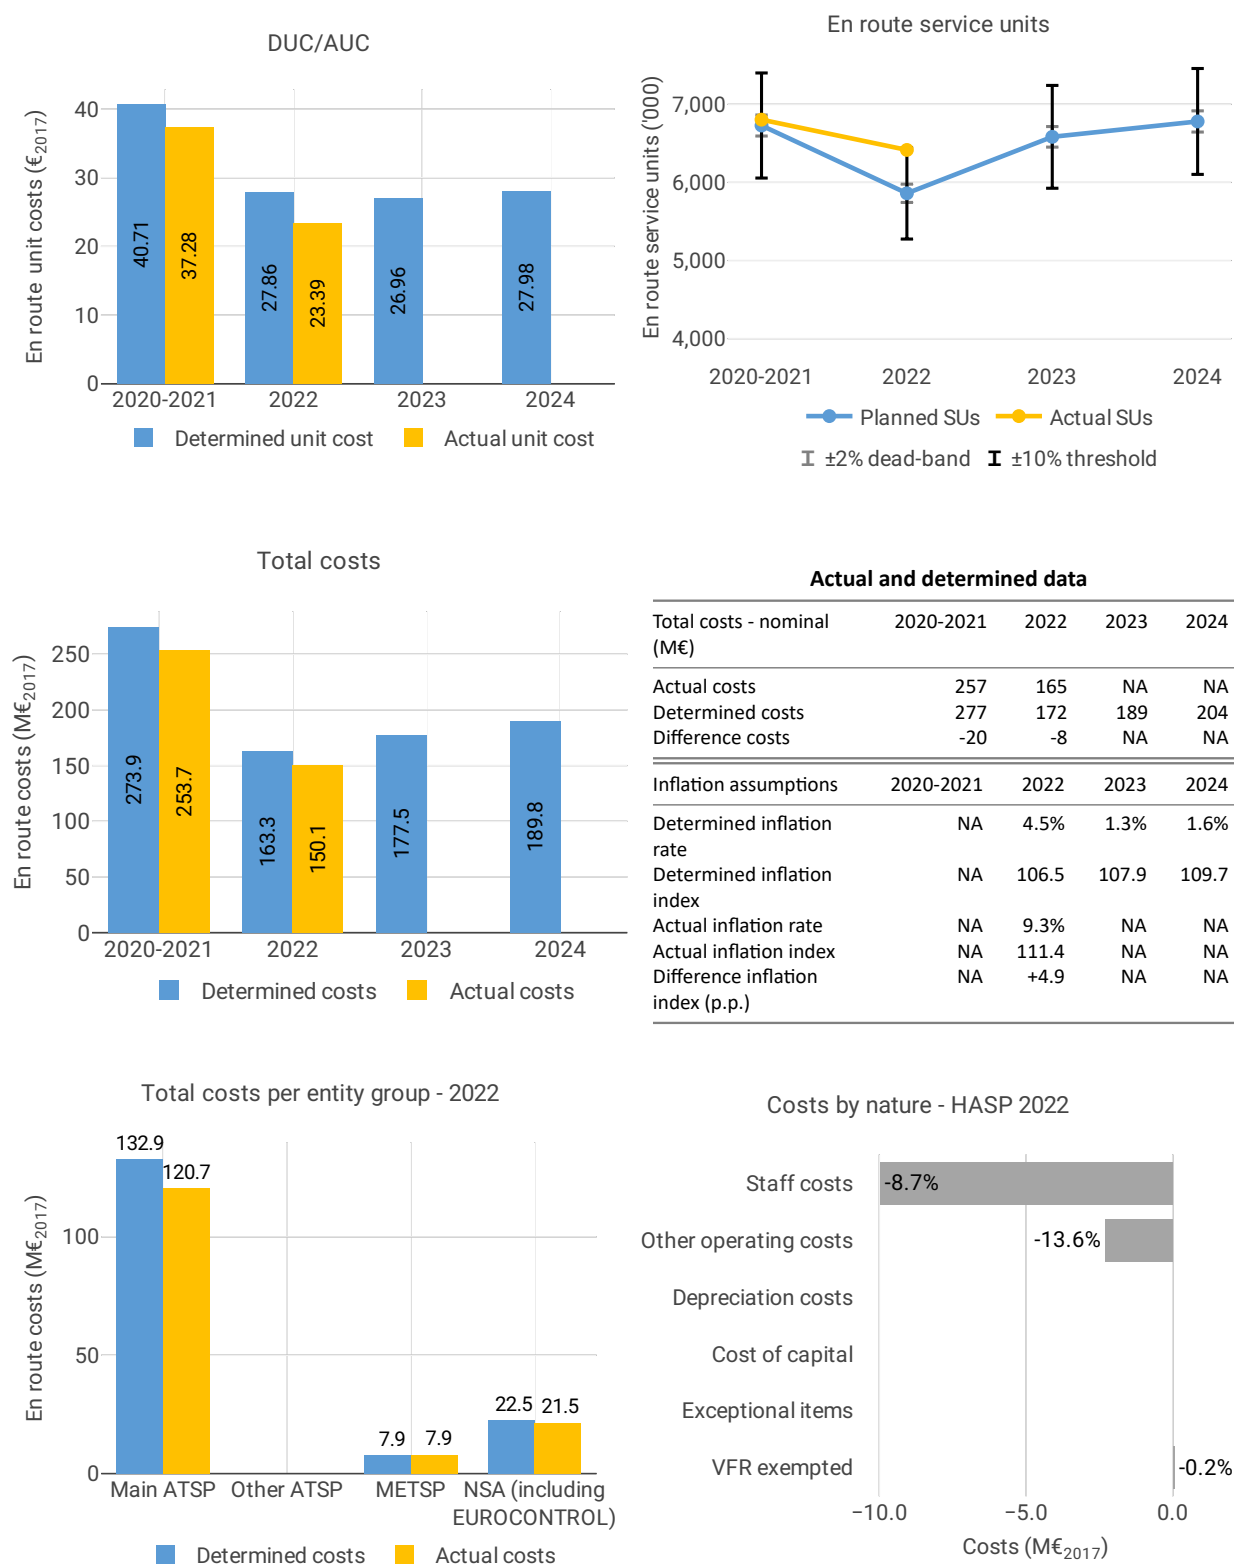 DUC/AUC
En route unit costs (€2017)
40
30
20
10
0
40.71
37.28
27.86
23.39
26.96
27.98
2020-2021 2022 2023 2024
Determined unit cost Actual unit cost
En route service units
En route service units ('000)
7,000
6,000
5,000
4,000
2020-2021 2022 2023 2024
Planned SUs Actual SUs
±2% dead-band ±10% threshold
Total costs
En route costs (M€2017)
250
200
150
100
50
0
273.9
253.7
163.3
150.1
177.5
189.8
2020-2021 2022 2023 2024
Determined costs Actual costs
Actual and determined data
Total costs - nominal 2020-2021 2022 2023 2024
(M€)
Actual costs 257 165 NA NA
Determined costs 277 172 189 204
Difference costs -20 -8 NA NA
Inflation assumptions 2020-2021 2022 2023 2024
Determined inflation NA 4.5% 1.3% 1.6%
rate
Determined inflation NA 106.5 107.9 109.7
index
Actual inflation rate NA 9.3% NA NA
Actual inflation index NA 111.4 NA NA
Difference inflation NA +4.9 NA NA
index (p.p.)
Total costs per entity group - 2022
En route costs (M€2017)
100
50
0
132.9
120.7
7.9 7.9
22.5 21.5
Main ATSP Other ATSP METSP NSA (including
EUROCONTROL)
Determined costs Actual costs
Costs by nature - HASP 2022
Staff costs -8.7%
Other operating costs -13.6%
Depreciation costs
Cost of capital
Exceptional items
VFR exempted -0.2%
−10.0 −5.0 0.0
Costs (M€2017)